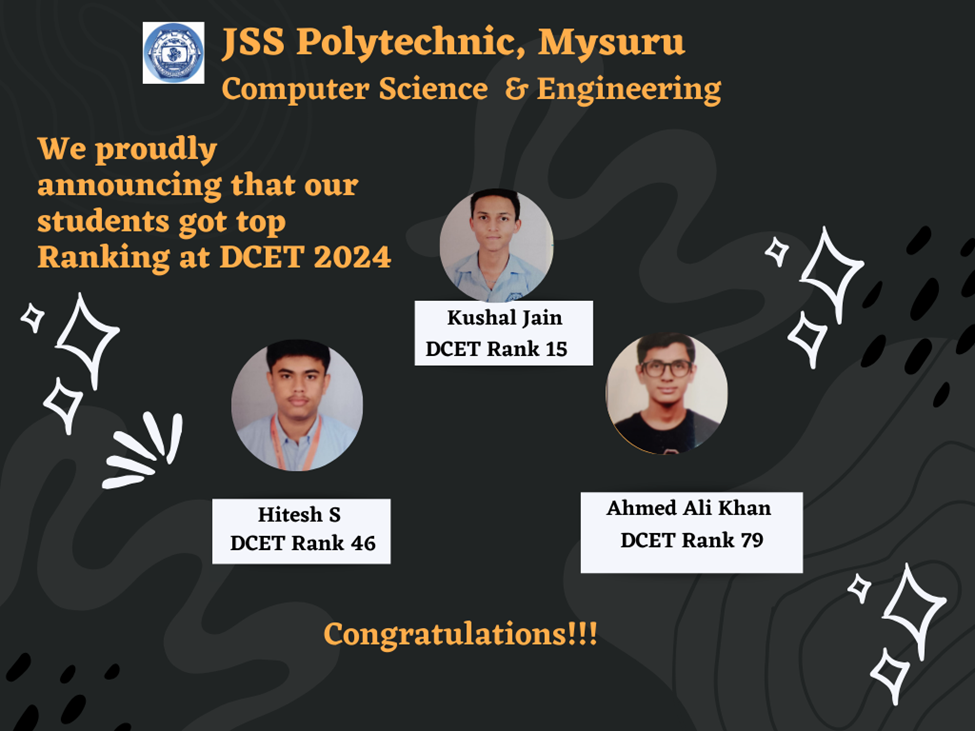 JSS Polytechnic, Mysuru
Computer Science & Engineering
We proudly
announcing that our
students got top
Ranking at DCET 2024
Kushal Jain
DCET Rank 15
Hitesh S
DCET Rank 46
Ahmed Ali Khan
DCET Rank 79
Congratulations!!!